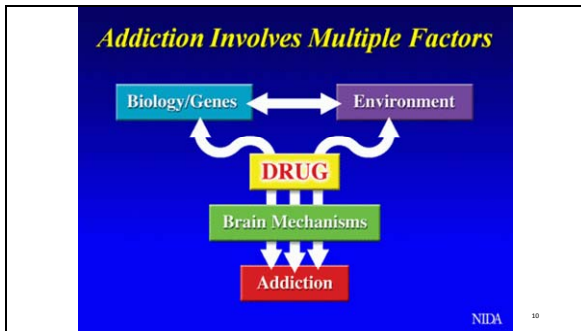 Addiction Involves Multiple Factors
Biology/Genes
Environment
DRUG
Brain Mechanisms
Addiction
NIDA
10